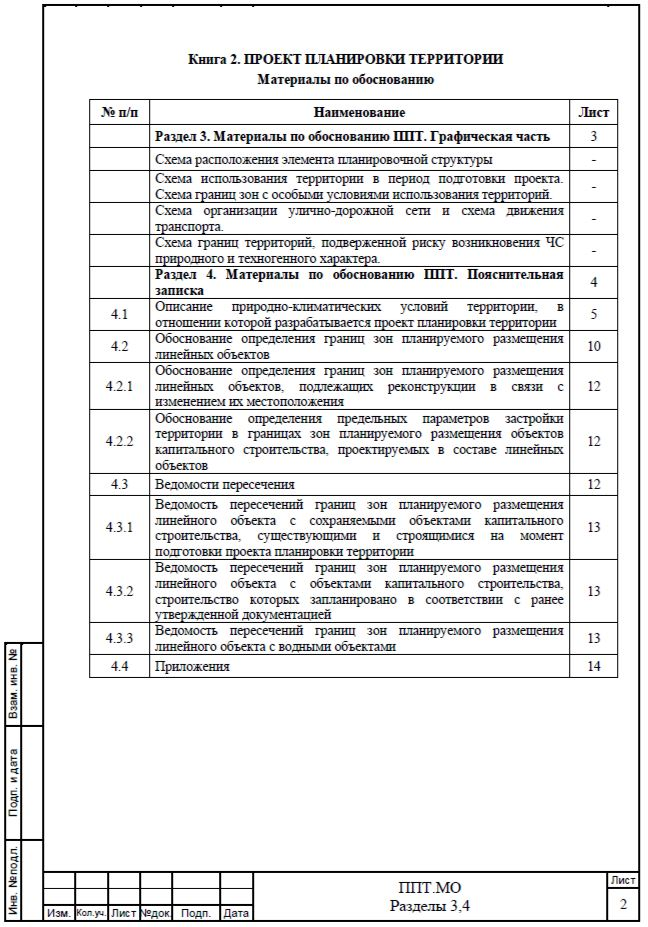 Книга 2. ПРОЕКТ ПЛАНИРОВКИ ТЕРРИТОРИИ
Материалы по обоснованию
№ п/п Наименование Лист
Раздел 3. Материалы по обоснованию ППТ. Графическая часть 3
Схема расположения элемента планировочной структуры -
Схема использования территории в период подготовки проекта.
Схема границ зон с особыми условиями использования территорий. -
Схема организации улично-дорожной сети и схема движения
транспорта. -
Схема границ территорий, подверженной риску возникновения ЧС
природного и техногенного характера. -
Раздел 4. Материалы по обоснованию ППТ. Пояснительная
записка 4
4.1 Описание природно-климатических условий территории, в
отношении которой разрабатывается проект планировки территории 5
4.2 Обоснование определения границ зон планируемого размещения
линейных объектов 10
4.2.1 Обоснование определения границ зон планируемого размещения
линейных объектов, подлежащих реконструкции в связи с
изменением их местоположения 12
4.2.2 Обоснование определения предельных параметров застройки
территории в границах зон планируемого размещения объектов
капитального строительства, проектируемых в составе линейных
объектов 12
4.3 Ведомости пересечения 12
4.3.1 Ведомость пересечений границ зон планируемого размещения
линейного объекта с сохраняемыми объектами капитального
строительства, существующими и строящимися на момент
подготовки проекта планировки территории 13
4.3.2 Ведомость пересечений границ зон планируемого размещения
линейного объекта с объектами капитального строительства,
строительство которых запланировано в соответствии с ранее
утвержденной документацией 13
4.3.3 Ведомость пересечений границ зон планируемого размещения
линейного объекта с водными объектами 13
4.4 Приложения 14
Взам. инв. №
Подп. и дата
Инв. №подл.
Изм. Кол.уч. Лист №док. Подп. Дата
ППТ.МО
Разделы 3,4
Лист
2